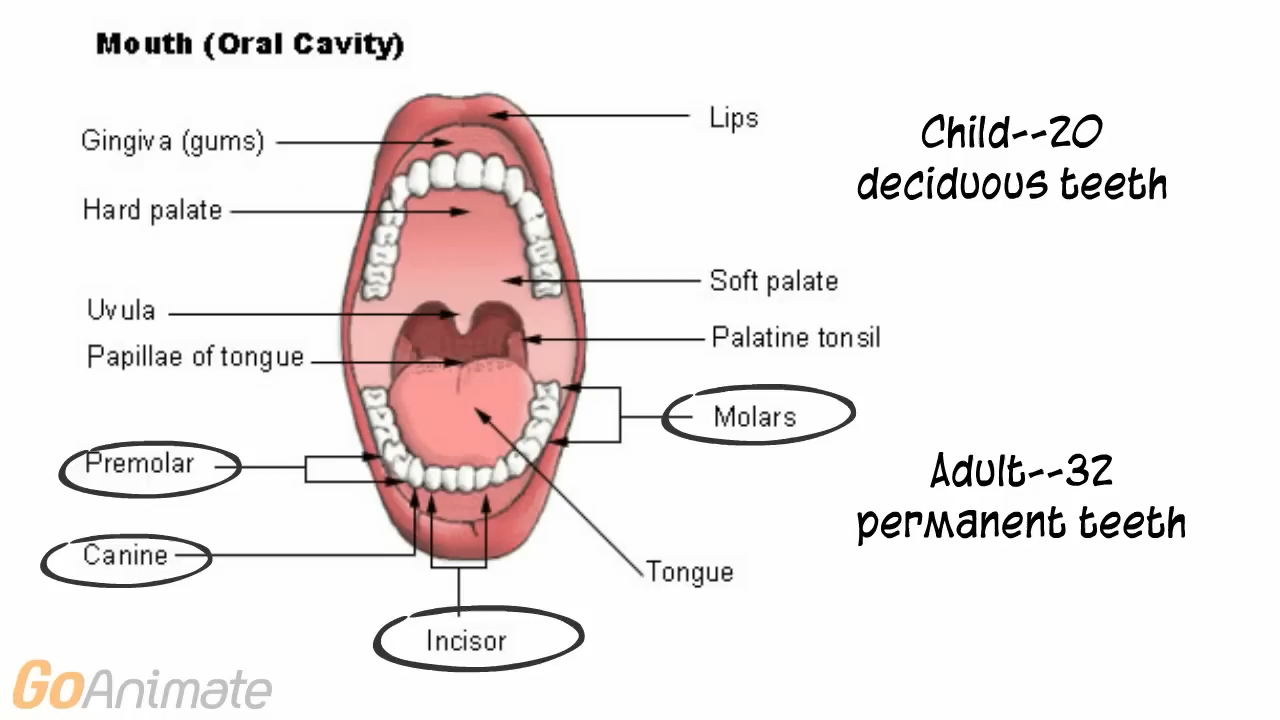 Mouth (Oral Cavity)
Gingiva (gums)
Hard palate
Uvula
Papillae of tongue
Premolar
Canine
Incisor
Lips
Soft palate
Palatine tonsil
Molars
Tongue
Child--20
deciduous teeth
Adult--32
permanent teeth
GoAnimate